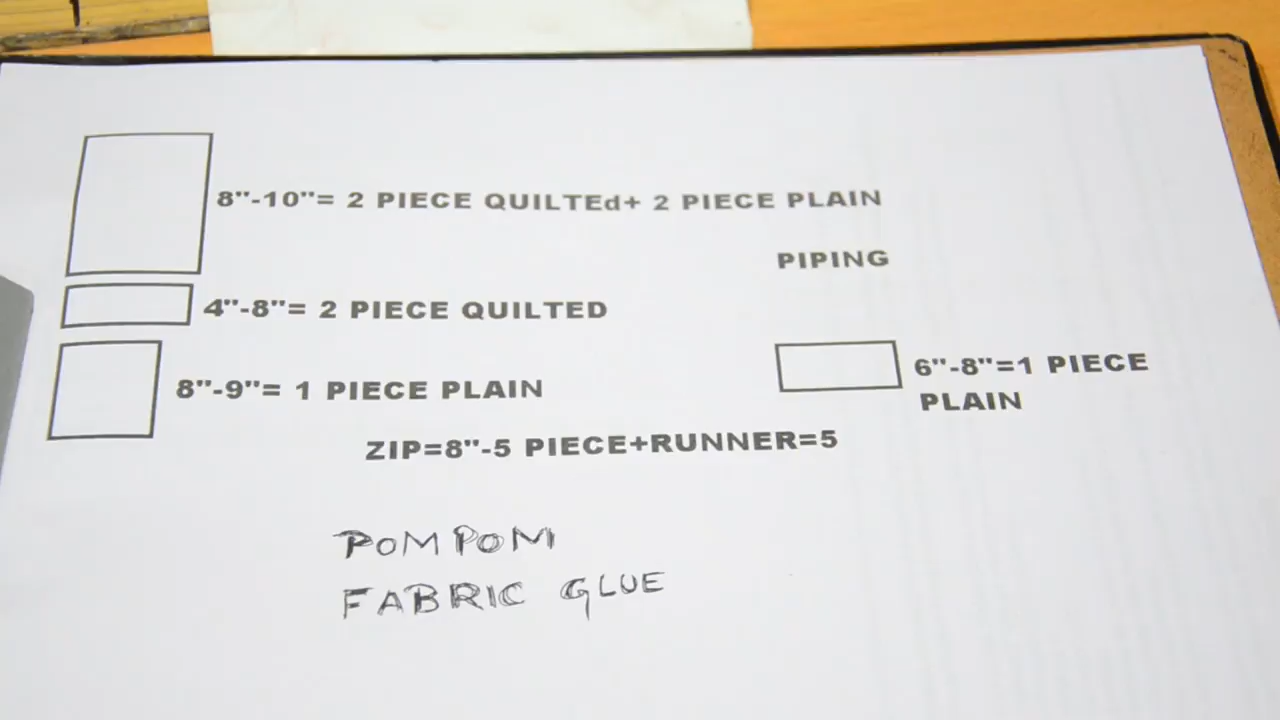 8"-10"= 2 PIECE QUILTEd+ 2 PIECE PLAIN
PIPING
4"-8"= 2 PIECE QUILTED
6"-8"=1 PIECE
PLAIN
8"-9"= 1 PIECE PLAIN
ZIP=8"-5 PIECE+RUNNER=5
POMPOM
FABRIC GLUE